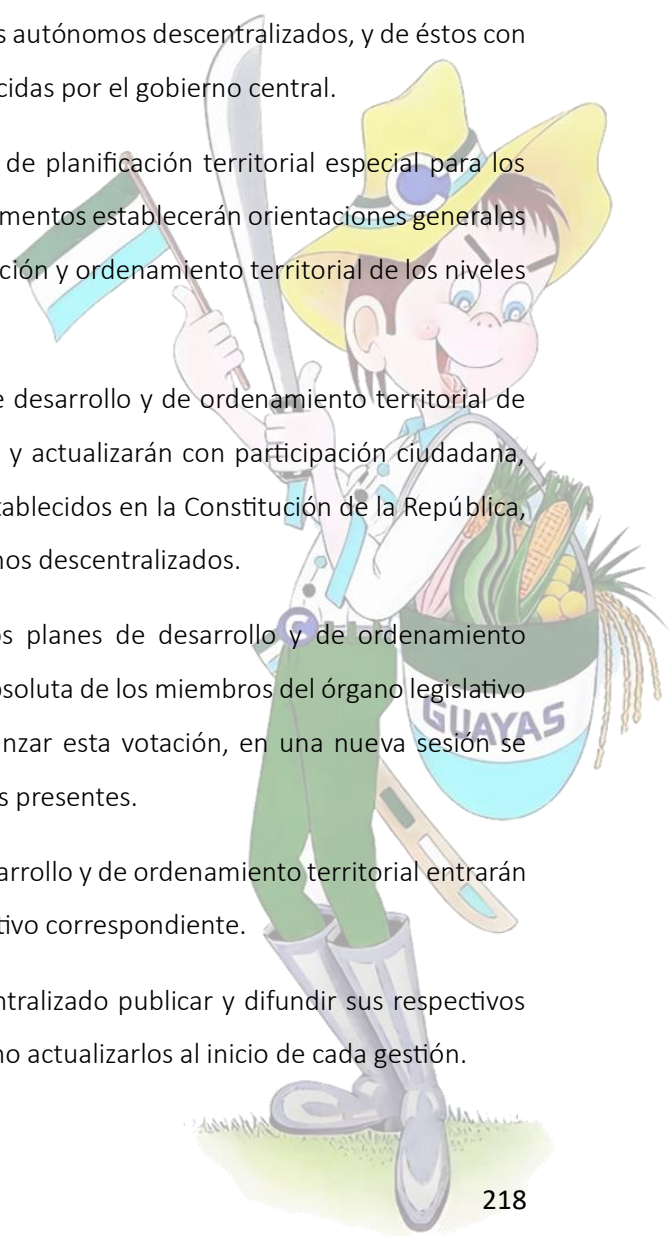 s autónomos descentralizados, y de éstos con
cidas por el gobierno central.
de planificación territorial especial para los
mentos establecerán orientaciones generales
ción y ordenamiento territorial de los niveles
e desarrollo y de ordenamiento territorial de
y actualizarán con participación ciudadana,
tablecidos en la Constitución de la República,
nos descentralizados.
os planes de desarrollo y de ordenamiento
bsoluta de los miembros del órgano legislativo
nzar esta votación, en una nueva sesión se
s presentes.
arrollo y de ordenamiento territorial entrarán
tivo correspondiente.
ntralizado publicar y difundir sus respectivos
no actualizarlos al inicio de cada gestión.
C
C
GUAYAS
218